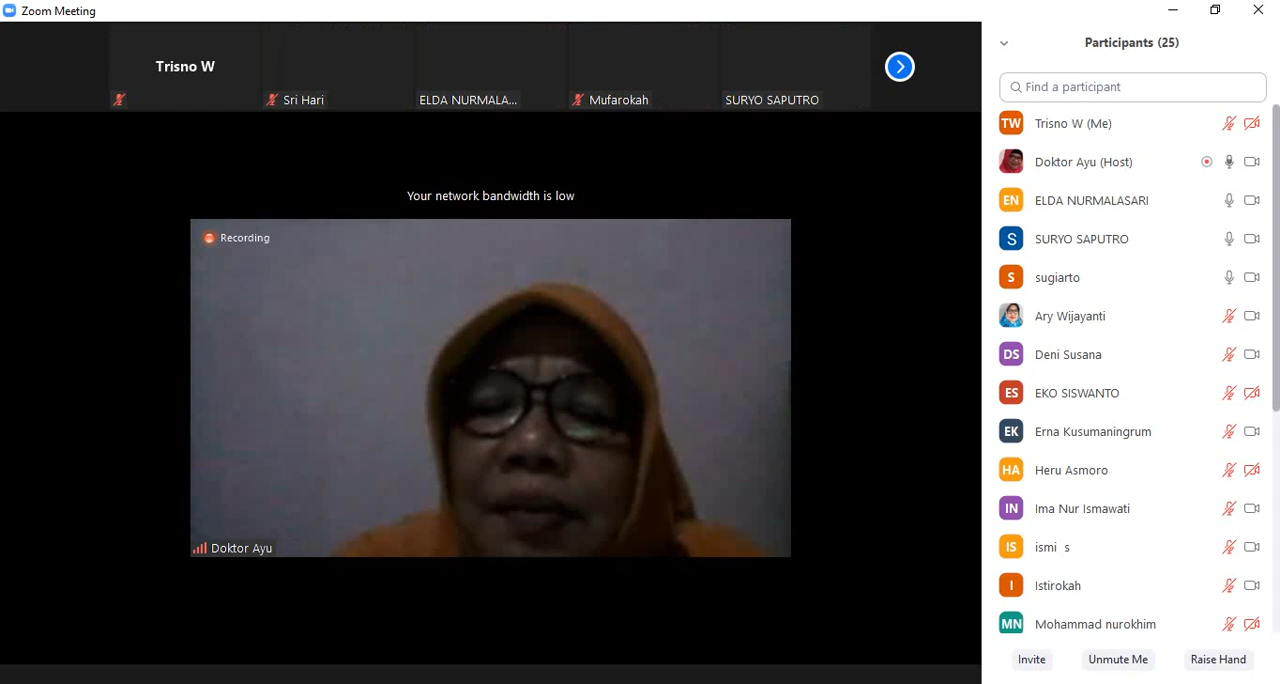 Zoom Meeting
Trisno W
Sri Hari
ELDA NURMALA...
Mufarokah
SURYO SAPUTRO
Your network bandwidth is low
Recording
Doktor Ayu
Participants (25)
Find a participant
TW Trisno W (Me)
Doktor Ayu (Host)
EN ELDA NURMALASARI
S SURYO SAPUTRO
S sugiarto
Ary Wijayanti
DS Deni Susana
ES EKO SISWANTO
EK Erna Kusumaningrum
HA Heru Asmoro
IN Ima Nur Ismawati
IS ismi s
I Istirokah
MN Mohammad nurokhim
Invite Unmute Me Raise Hand